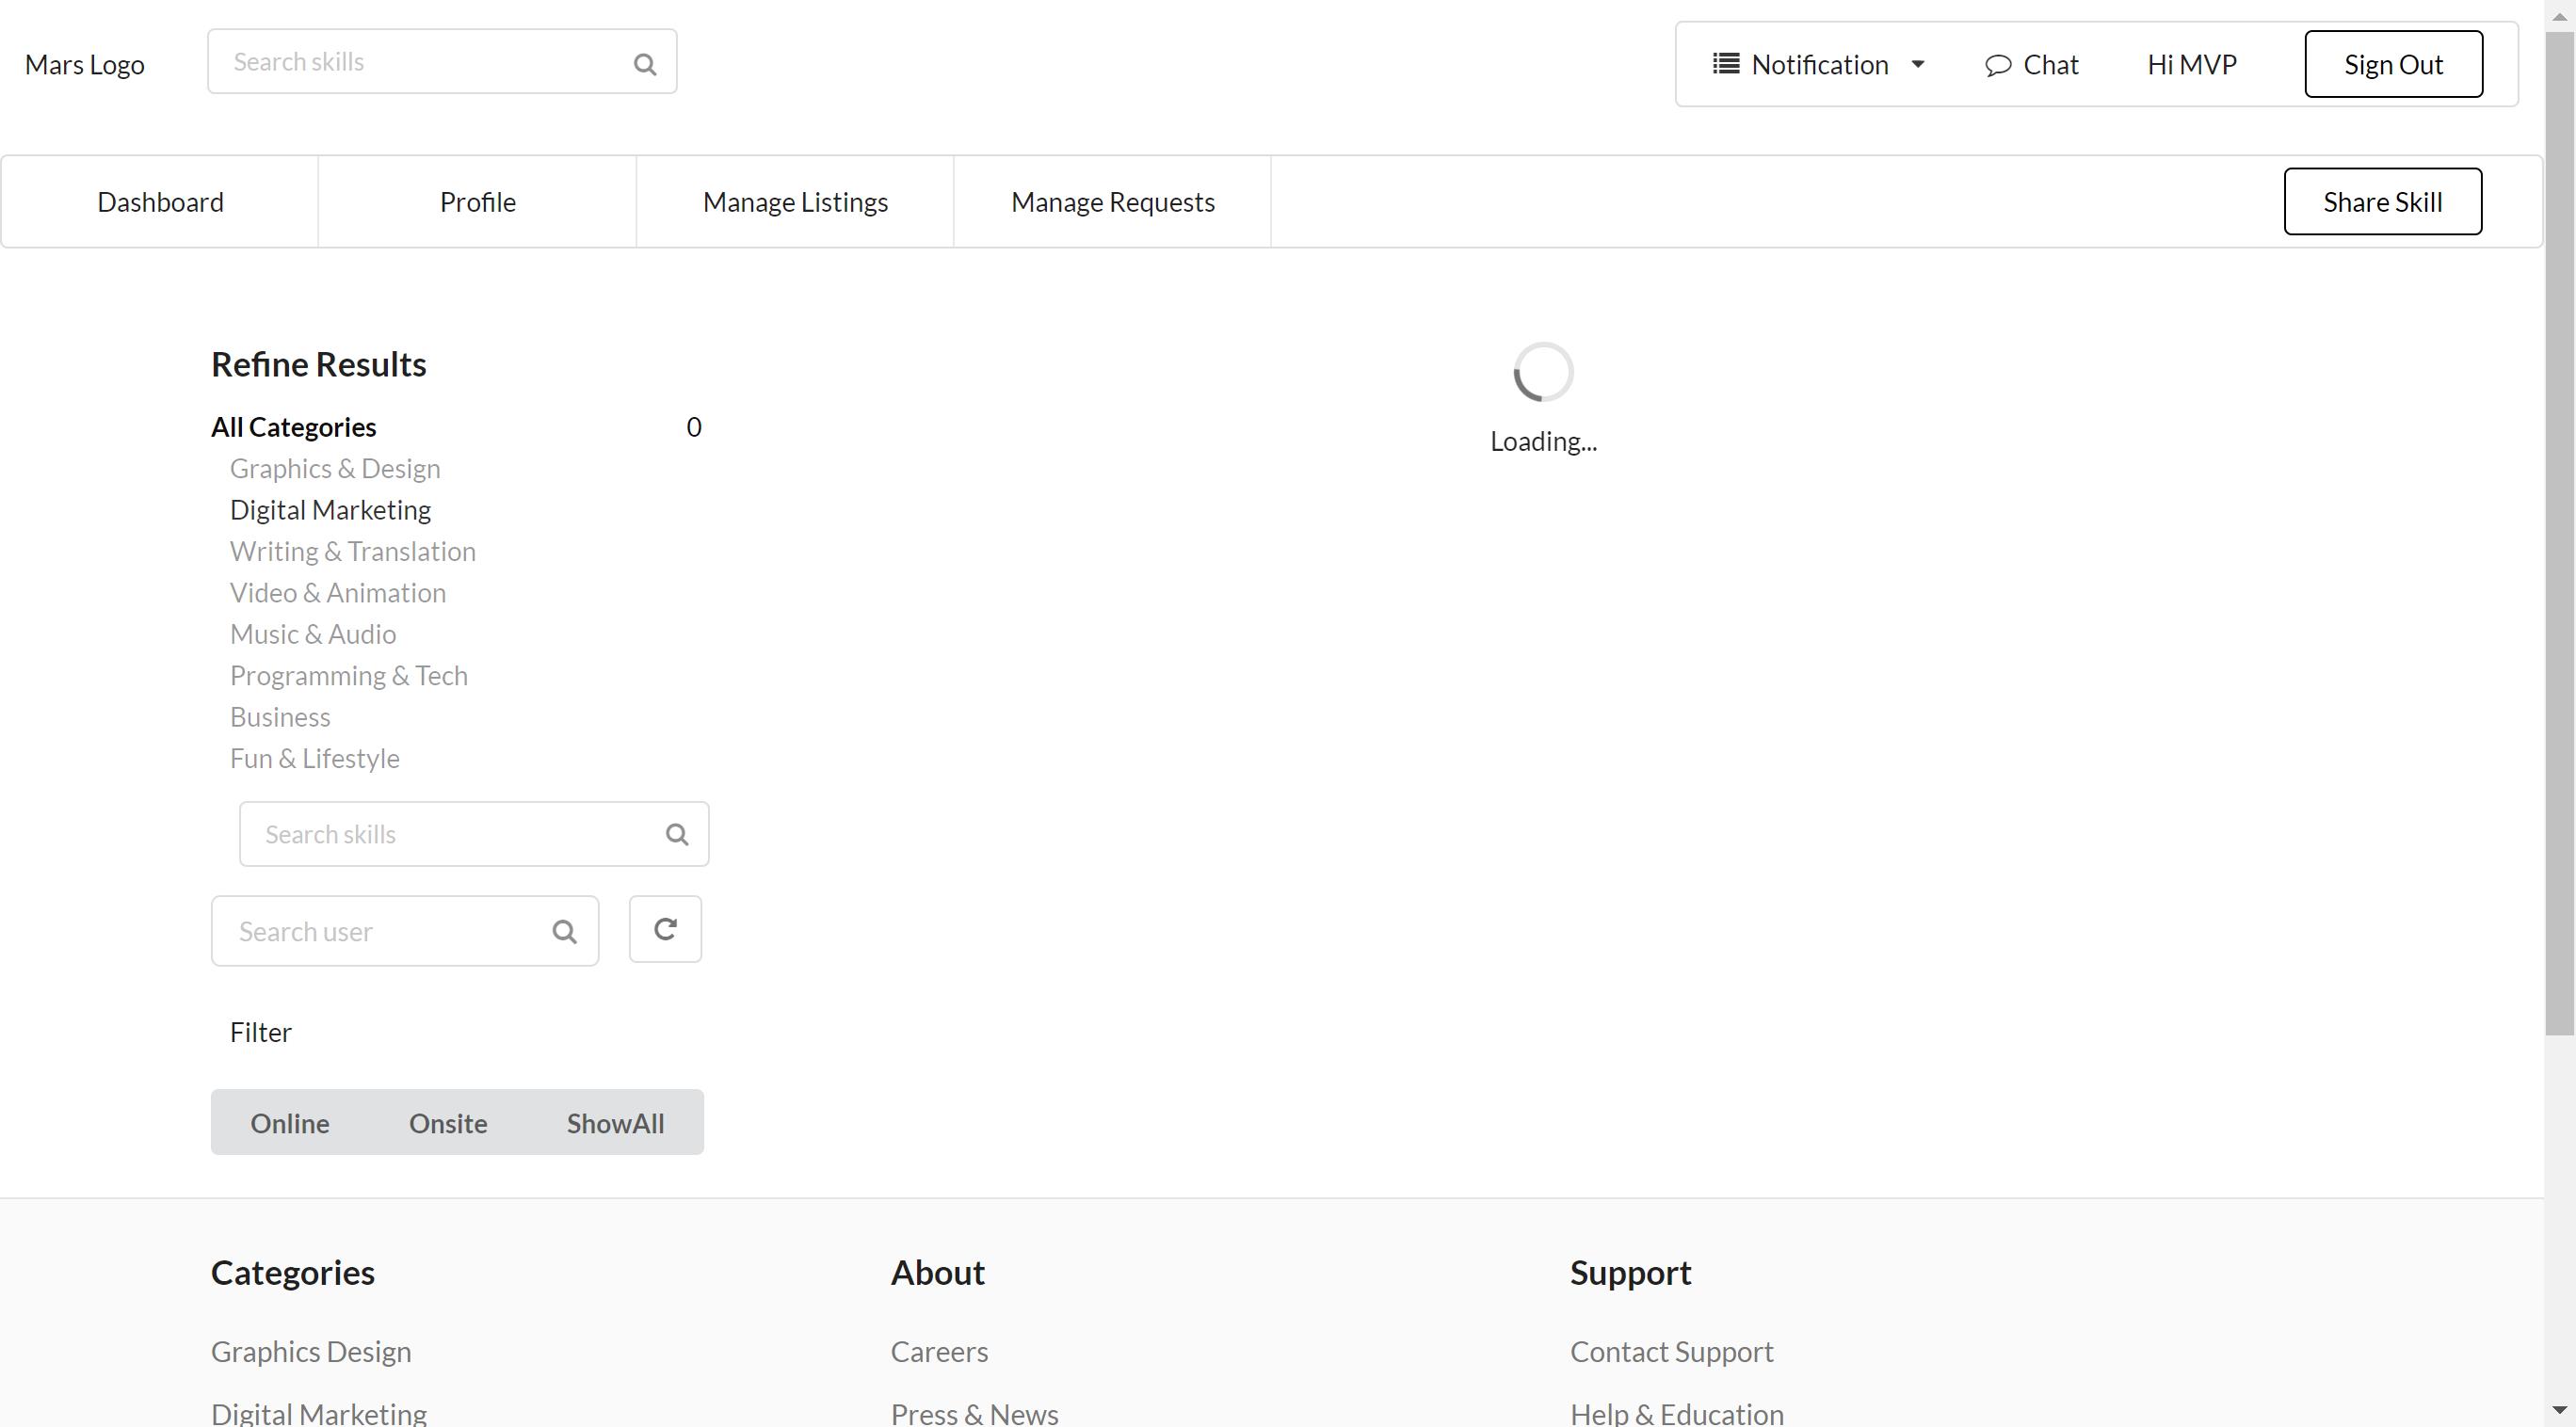 Mars Logo
Search skills
Notification
Chat
Hi MVP
Sign Out
Dashboard
Profile
Manage Listings
Manage Requests
Share Skill
Refine Results
All Categories 0
Graphics & Design
Digital Marketing
Writing & Translation
Video & Animation
Music & Audio
Programming & Tech
Business
Fun & Lifestyle
Search skills
Search user
Filter
Online
Onsite
ShowAll
Loading...
Categories
Graphics Design
Digital Marketing
About
Careers
Press & News
Support
Contact Support
Help & Education